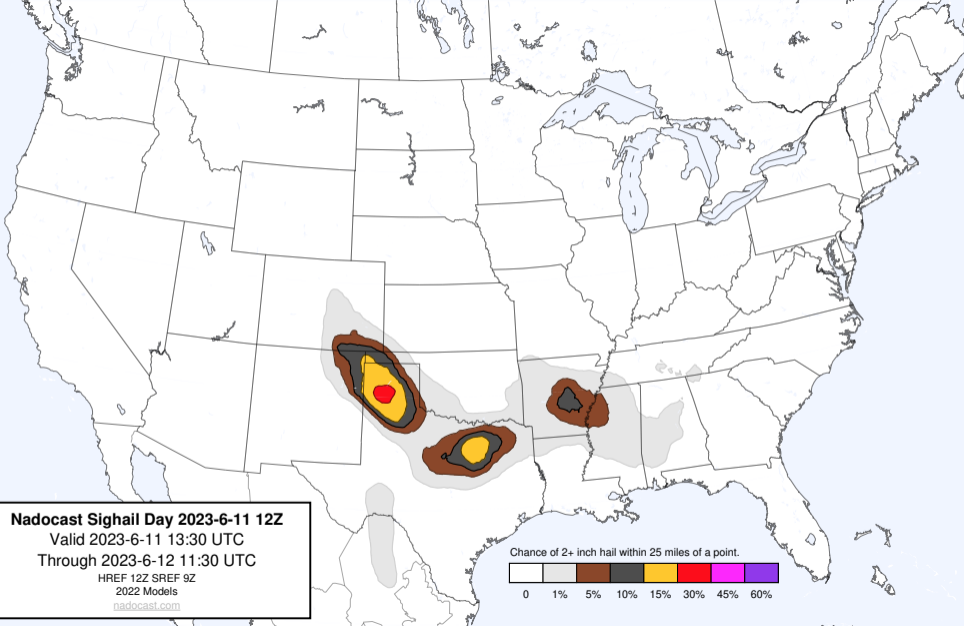 Nadocast Sighail Day 2023-6-11 12Z
Valid 2023-6-11 13:30 UTC
Through 2023-6-12 11:30 UTC
HREF 12Z SREF 9Z
2022 Models
nadocast.com
Chance of 2+ inch hail within 25 miles of a point.
0 1% 5% 10% 15% 30% 45% 60%